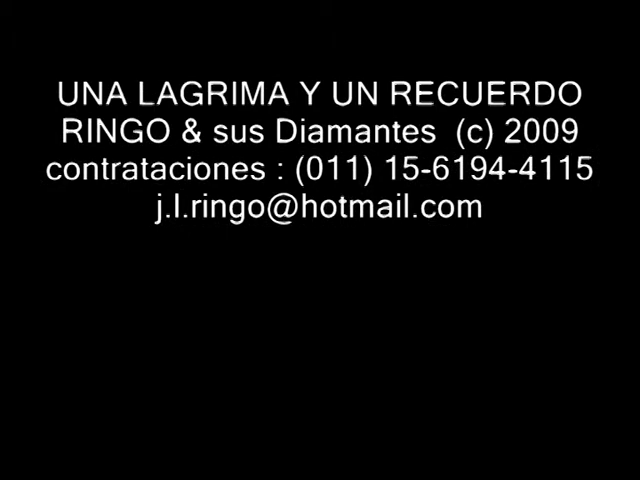 UNA LAGRIMA Y UN RECUERDO
RINGO & sus Diamantes (c) 2009
contrataciones : (011) 15-6194-4115
j.l.ringo@hotmail.com